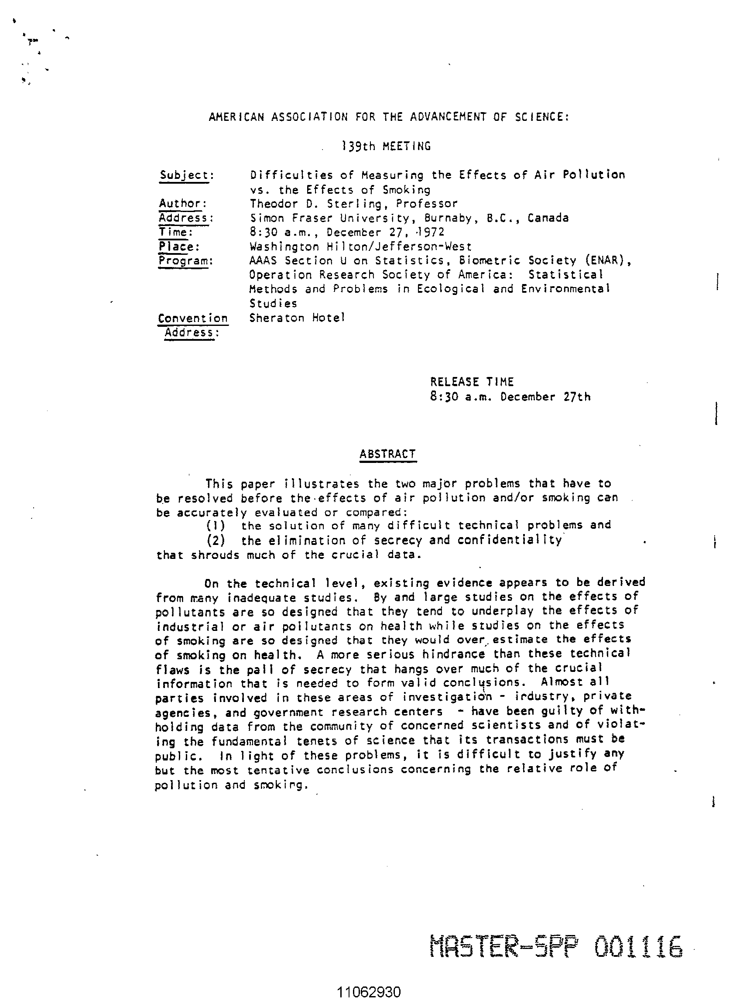 AMERICAN ASSOCIATION FOR THE ADVANCEMENT OF SCIENCE:
139th MEETING
Subject: Difficulties of Measuring the Effects of Air Pollution
vs. the Effects of Smoking
Author: Theodor D. Sterling, Professor
Address: Simon Fraser University, Burnaby, B.C., Canada
Time: 8:30 a.m., December 27, 1972
Place: Washington Hilton/Jefferson-West
Program: AAAS Section U on Statistics, Biometric Society (ENAR),
Operation Research Society of America: Statistical
Methods and Problems in Ecological and Environmental
Studies
Convention Sheraton Hotel
Address:
RELEASE TIME
8:30 a.m. December 27th
ABSTRACT
This paper illustrates the two major problems that have to
be resolved before the effects of air pollution and/or smoking can
be accurately evaluated or compared:
(1) the solution of many difficult technical problems and
(2) the elimination of secrecy and confidentiality
that shrouds much of the crucial data.
On the technical level, existing evidence appears to be derived
from many inadequate studies. By and large studies on the effects of
pollutants are so designed that they tend to underplay the effects of
industrial or air pollutants on health while studies on the effects
of smoking are so designed that they would over estimate the effects
of smoking on health. A more serious hindrance than these technical
flaws is the pall of secrecy that hangs over much of the crucial
information that is needed to form valid conclusions. Almost all
parties involved in these areas of investigation - industry, private
agencies, and government research centers - have been guilty of with-
holding data from the community of concerned scientists and of violat-
ing the fundamental tenets of science that its transactions must be
public. In light of these problems, it is difficult to justify any
but the most tentative conclusions concerning the relative role of
pollution and smoking.
MASTER-SPP 001116
11062930